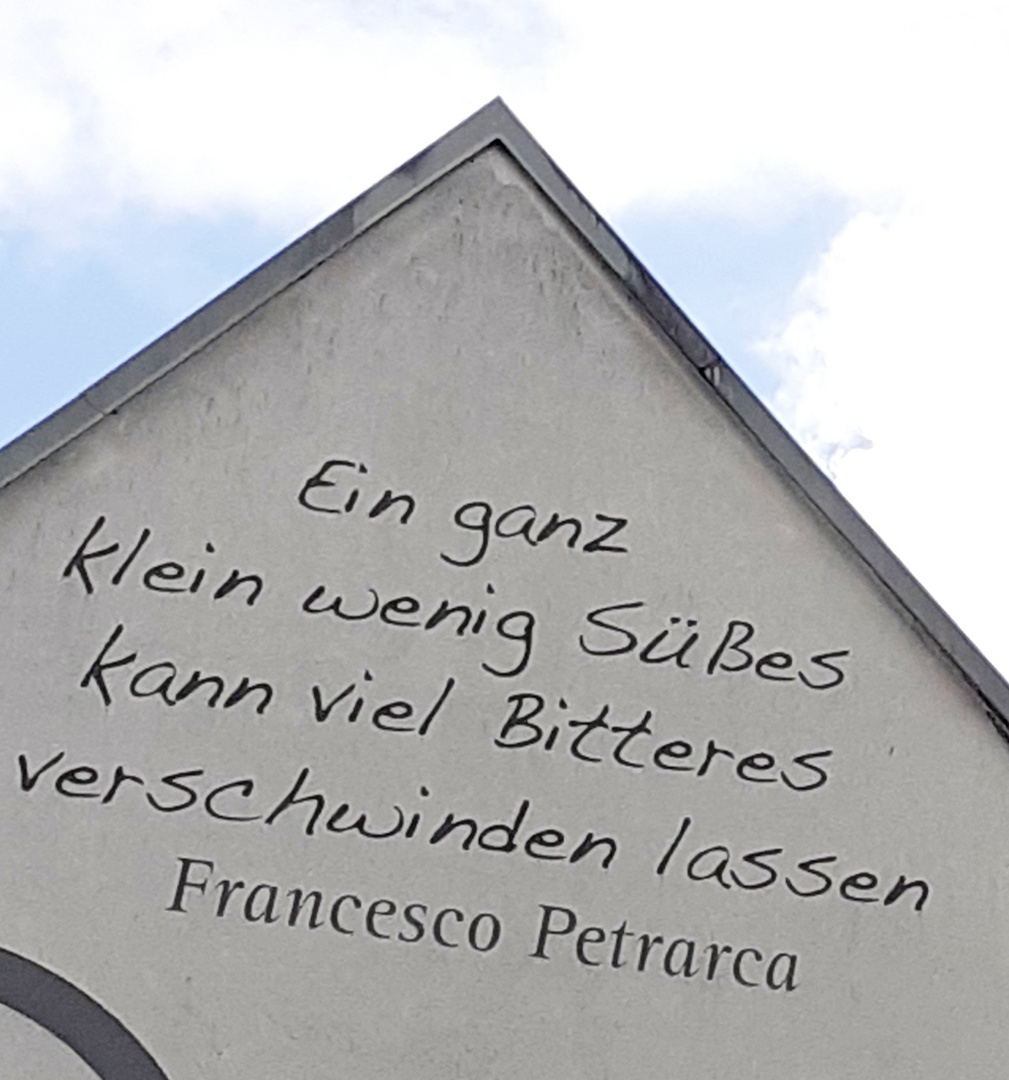 Ein ganz
klein wenig Süßes
kann viel Bitteres
verschwinden lassen
Francesco Petrarca